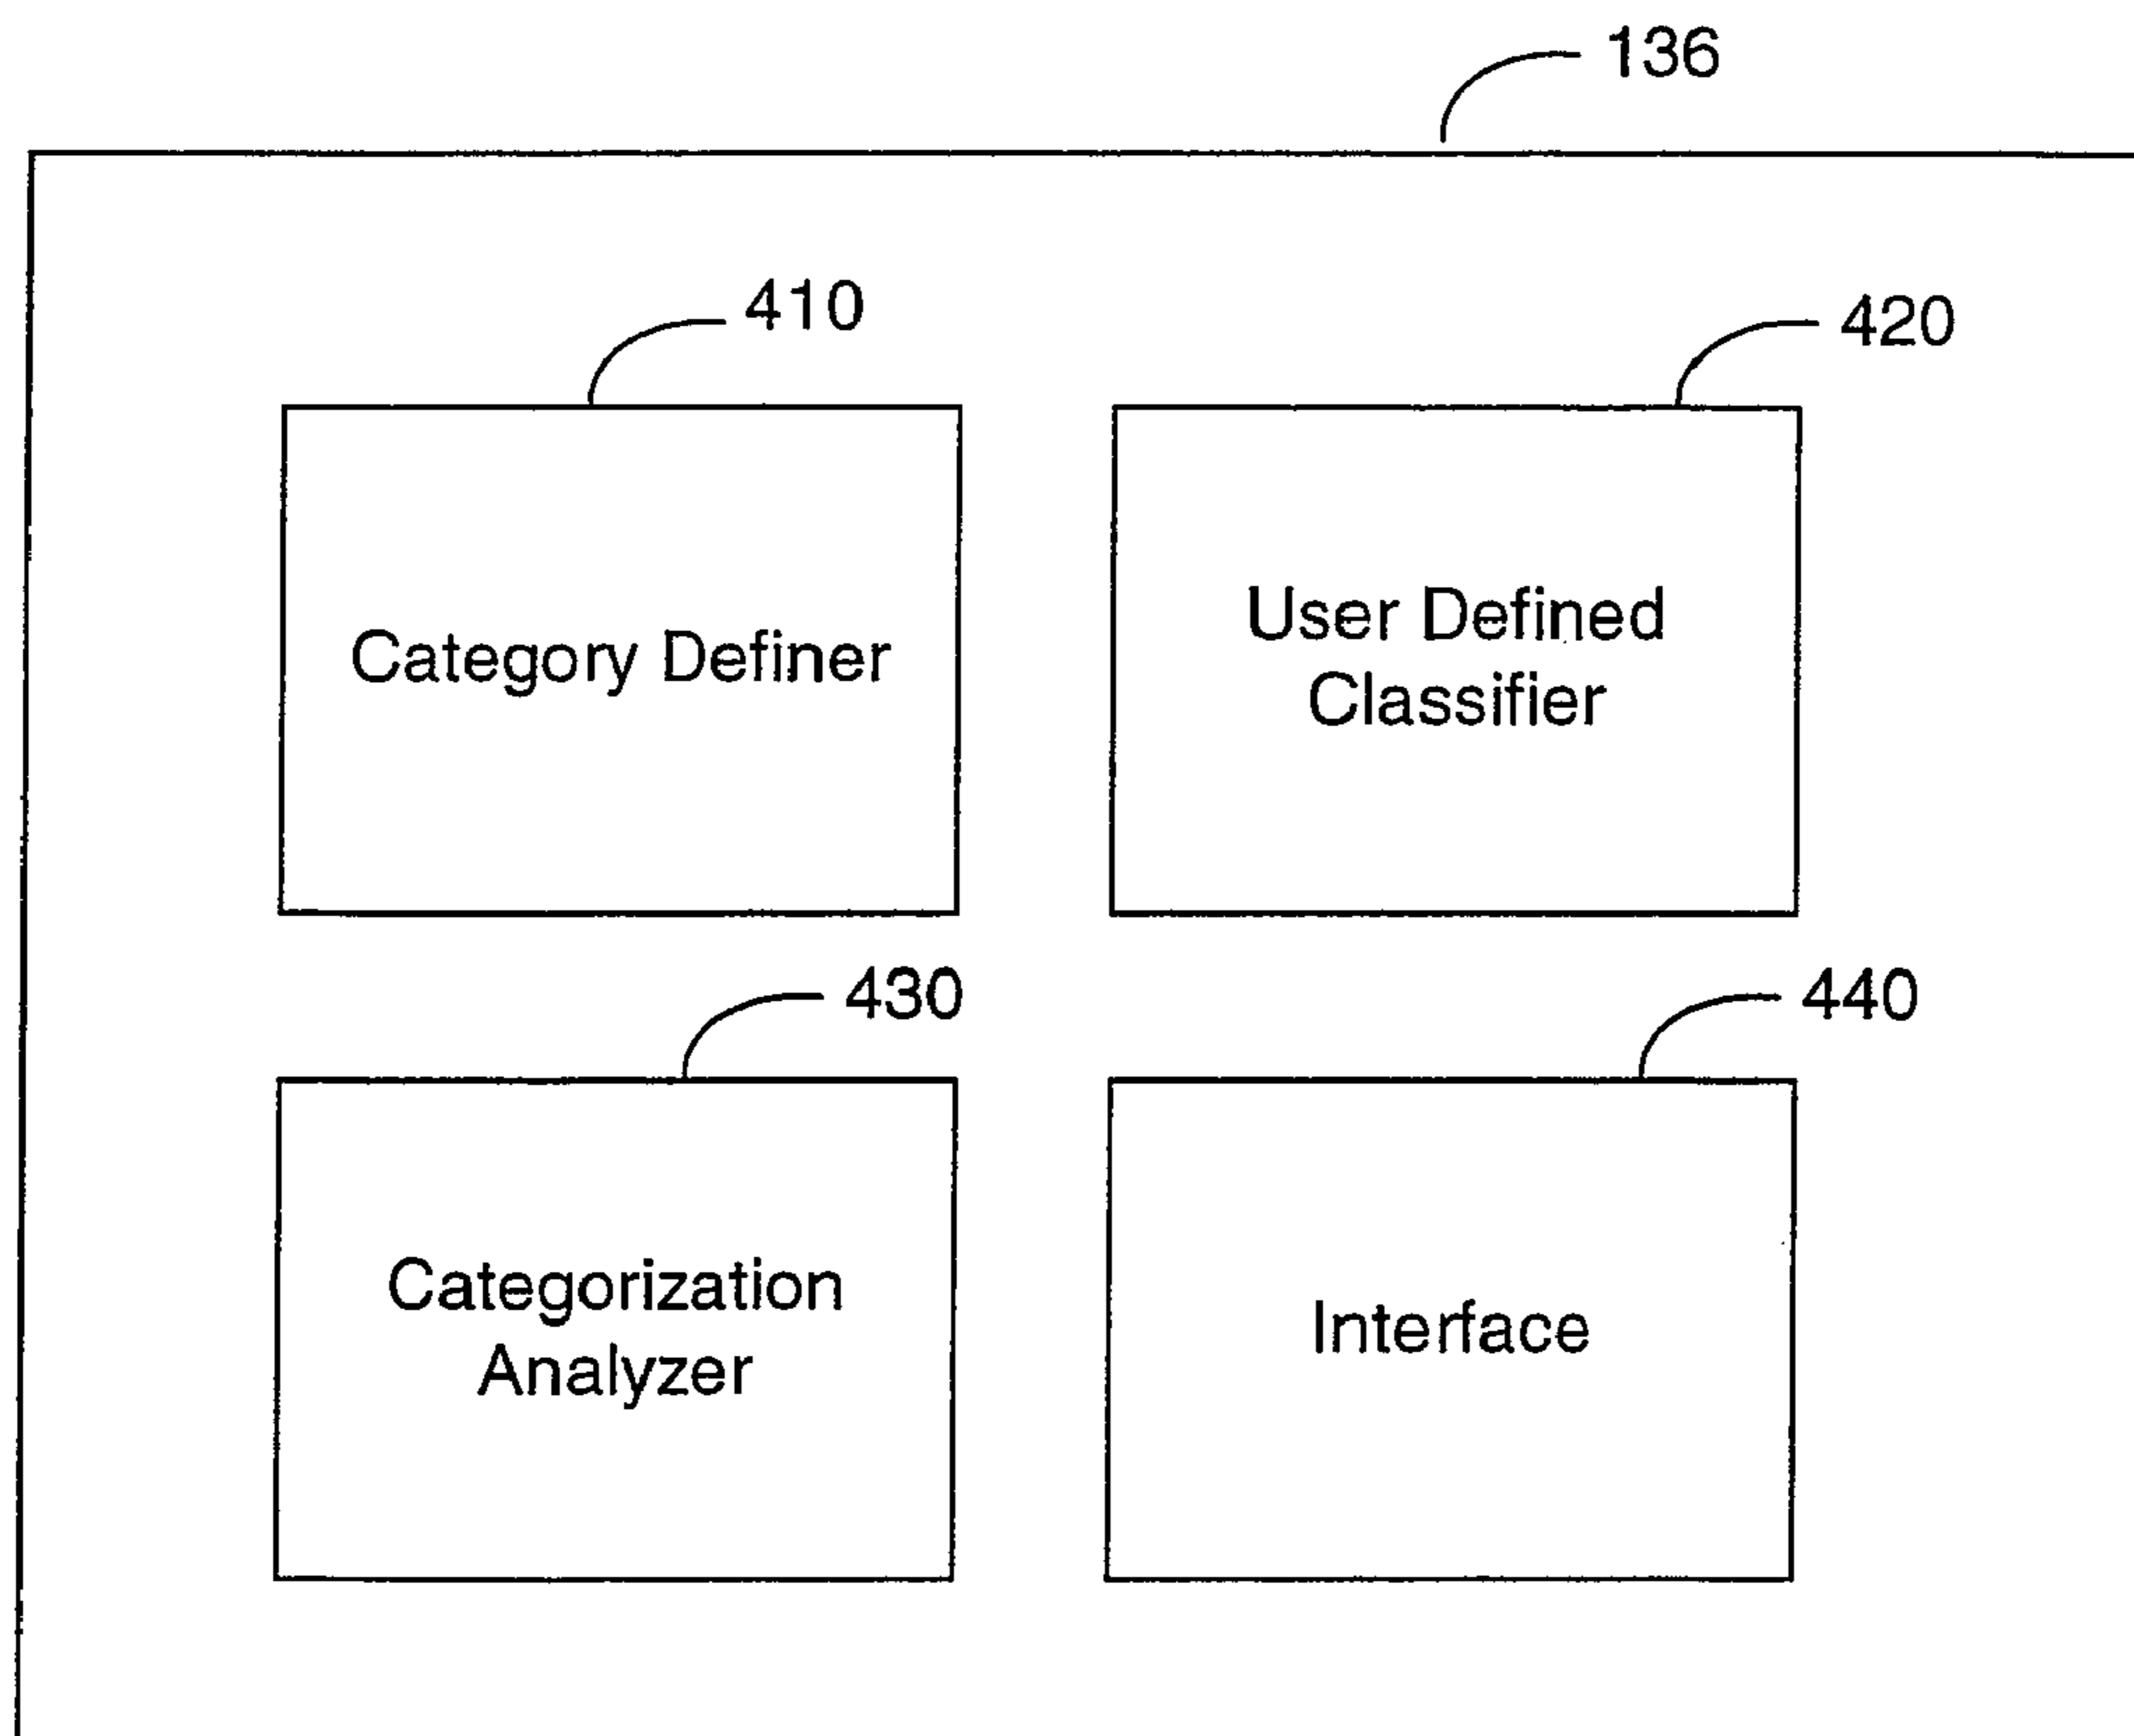 136
410
420
Category Definer
User Defined
Classifier
430
440
Categorization
Analyzer
Interface